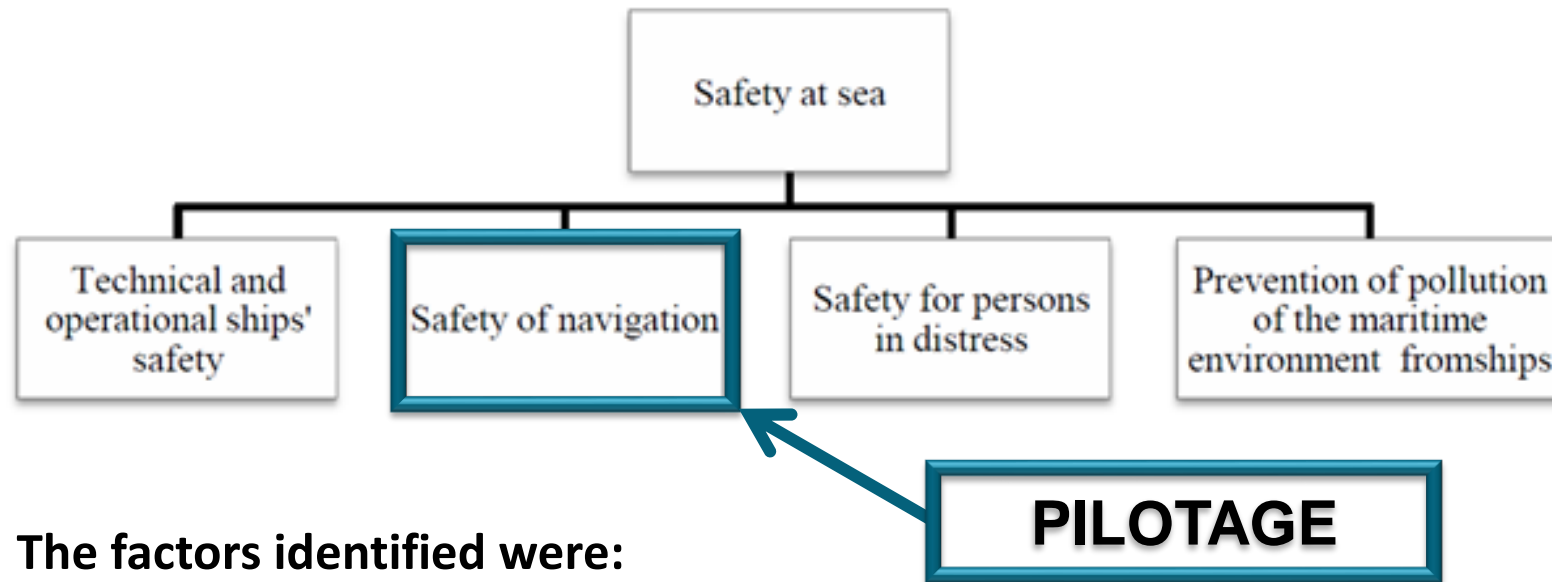 Safety at sea
Technical and
operational ships'
safety
Safety of navigation
Safety for persons
in distress
Prevention of pollution
of the maritime
environment fromships
PILOTAGE
The factors identified were: